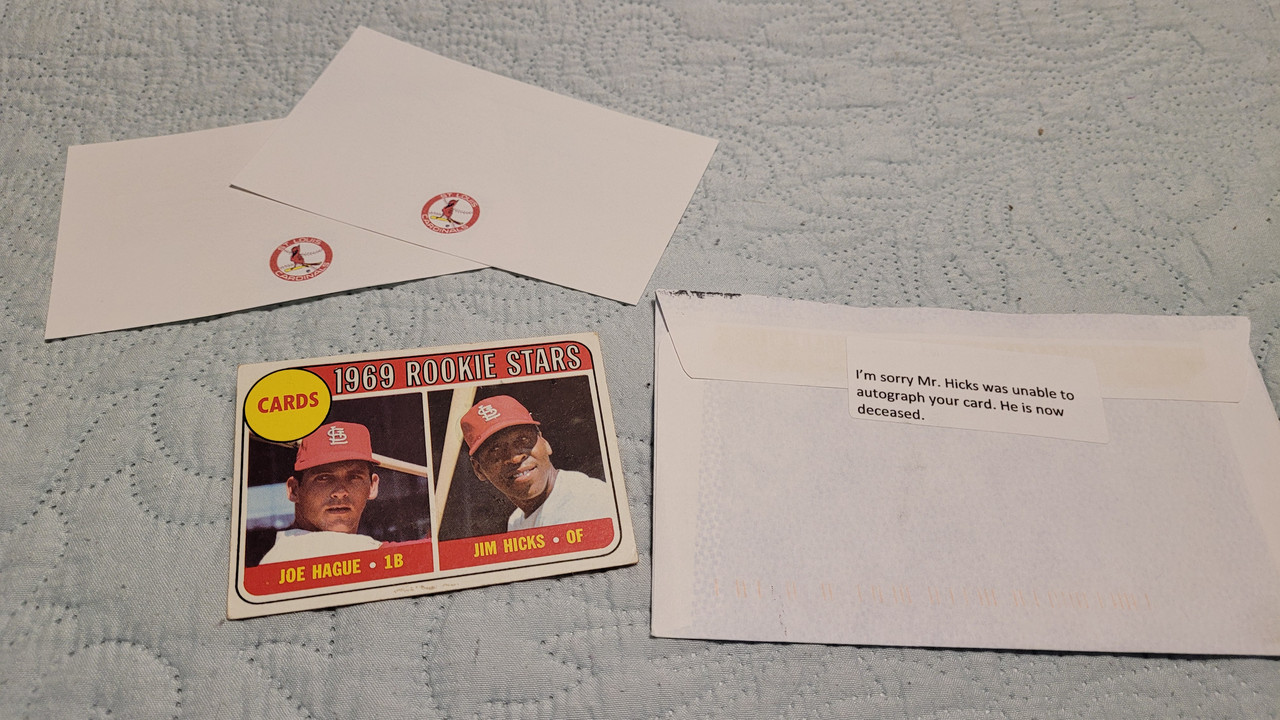 ST LOUIS
CARDINALS
ST LOUIS
CARDINALS
1969 ROOKIE STARS
CARDS
JOE HAGUE • 1B
JIM HICKS • OF
I'm sorry Mr. Hicks was unable to
autograph your card. He is now
deceased.